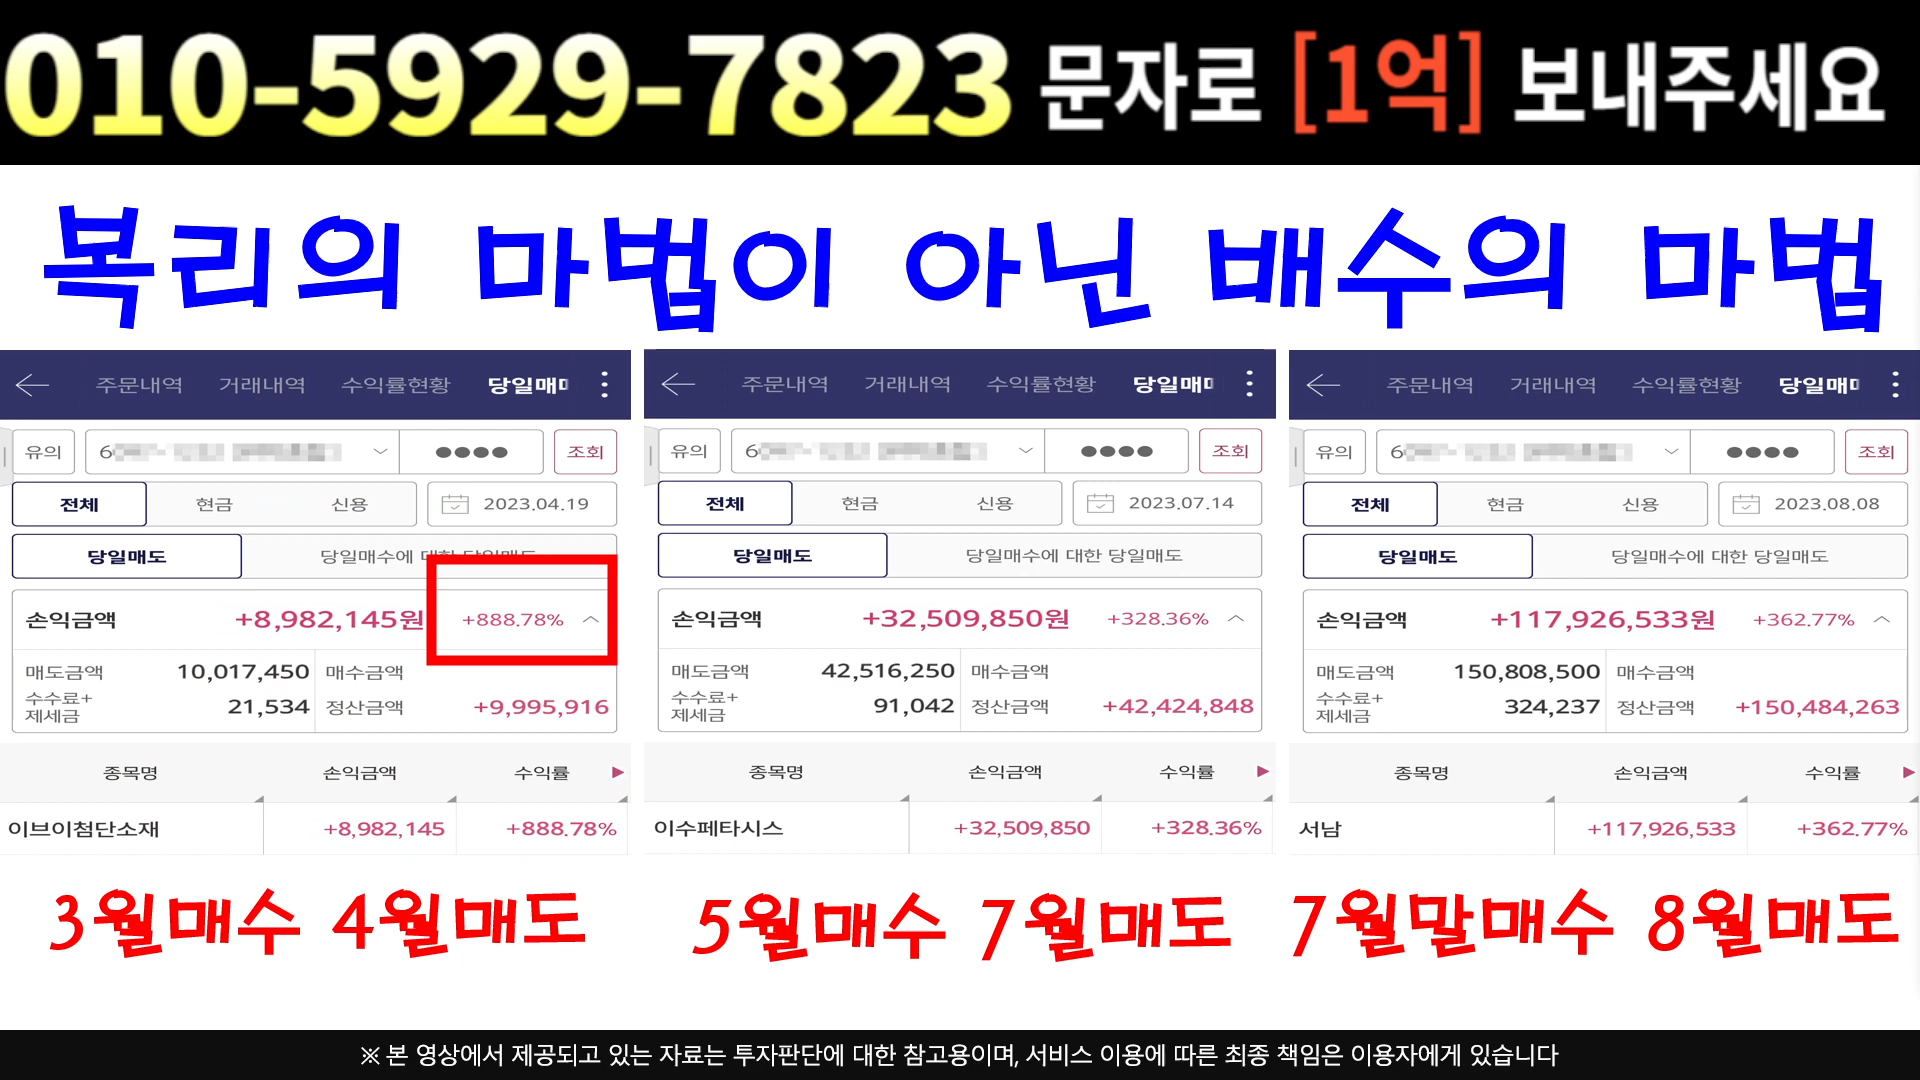 010-5929-7823 문자로 [1억] 보내주세요
복리의 마법이 아닌 배수의 마법
주문내역 거래내역 수익률현황 당일매
유의 6 ●●●● 조회
전체 현금 신용 2023.04.19
당일매도 당일매수에 대한 당일매도
손익금액 +8,982,145원 +888.78%
매도금액 10,017,450 매수금액
수수료+
제세금 21,534 정산금액 +9,995,916
종목명 손익금액 수익률
이브이첨단소재 +8,982,145 +888.78%
3월매수 4월매도
주문내역 거래내역 수익률현황 당일매
유의 6 ●●●● 조회
전체 현금 신용 2023.07.14
당일매도 당일매수에 대한 당일매도
손익금액 +32,509,850원 +328.36%
매도금액 42,516,250 매수금액
수수료+
제세금 91,042 정산금액 +42,424,848
종목명 손익금액 수익률
이수페타시스 +32,509,850 +328.36%
5월매수 7월매도
주문내역 거래내역 수익률현황 당일매
유의 6 ●●●● 조회
전체 현금 신용 2023.08.08
당일매도 당일매수에 대한 당일매도
손익금액 +117,926,533원 +362.77%
매도금액 150,808,500 매수금액
수수료+
제세금 324,237 정산금액 +150,484,263
종목명 손익금액 수익률
서남 +117,926,533 +362.77%
7월말매수 8월매도
※ 본 영상에서 제공되고 있는 자료는 투자판단에 대한 참고용이며, 서비스 이용에 따른 최종 책임은 이용자에게 있습니다